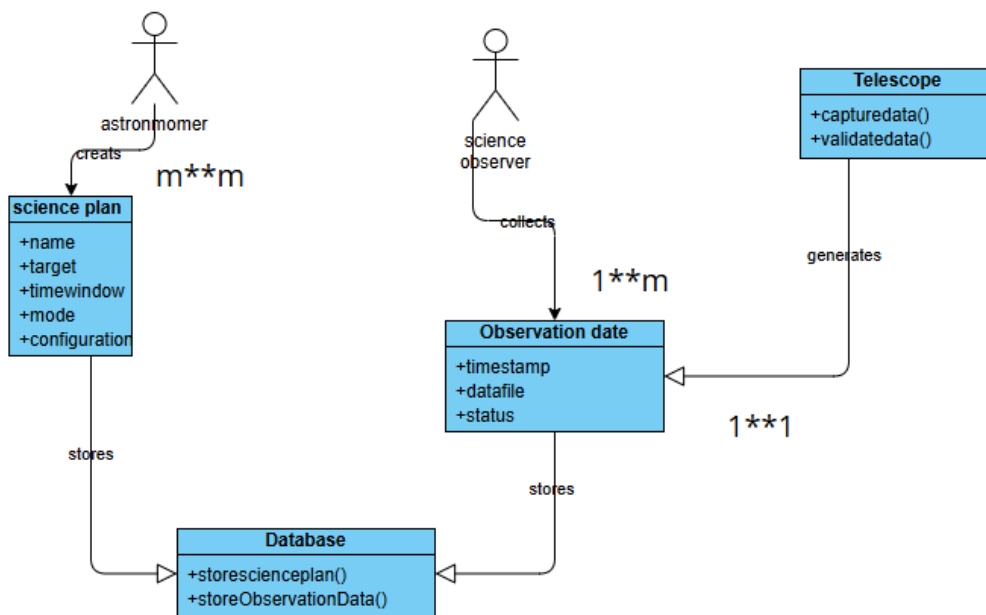 astronmomer
creats
m**m
science plan
+name
+target
+timewindow
+mode
+configuration
stores
science
observer
collects
1**m
Telescope
+capturedata()
+validatedata()
generates
Observation date
+timestamp
+datafile
+status
1**1
stores
Database
+storescienceplan()
+storeObservationData()